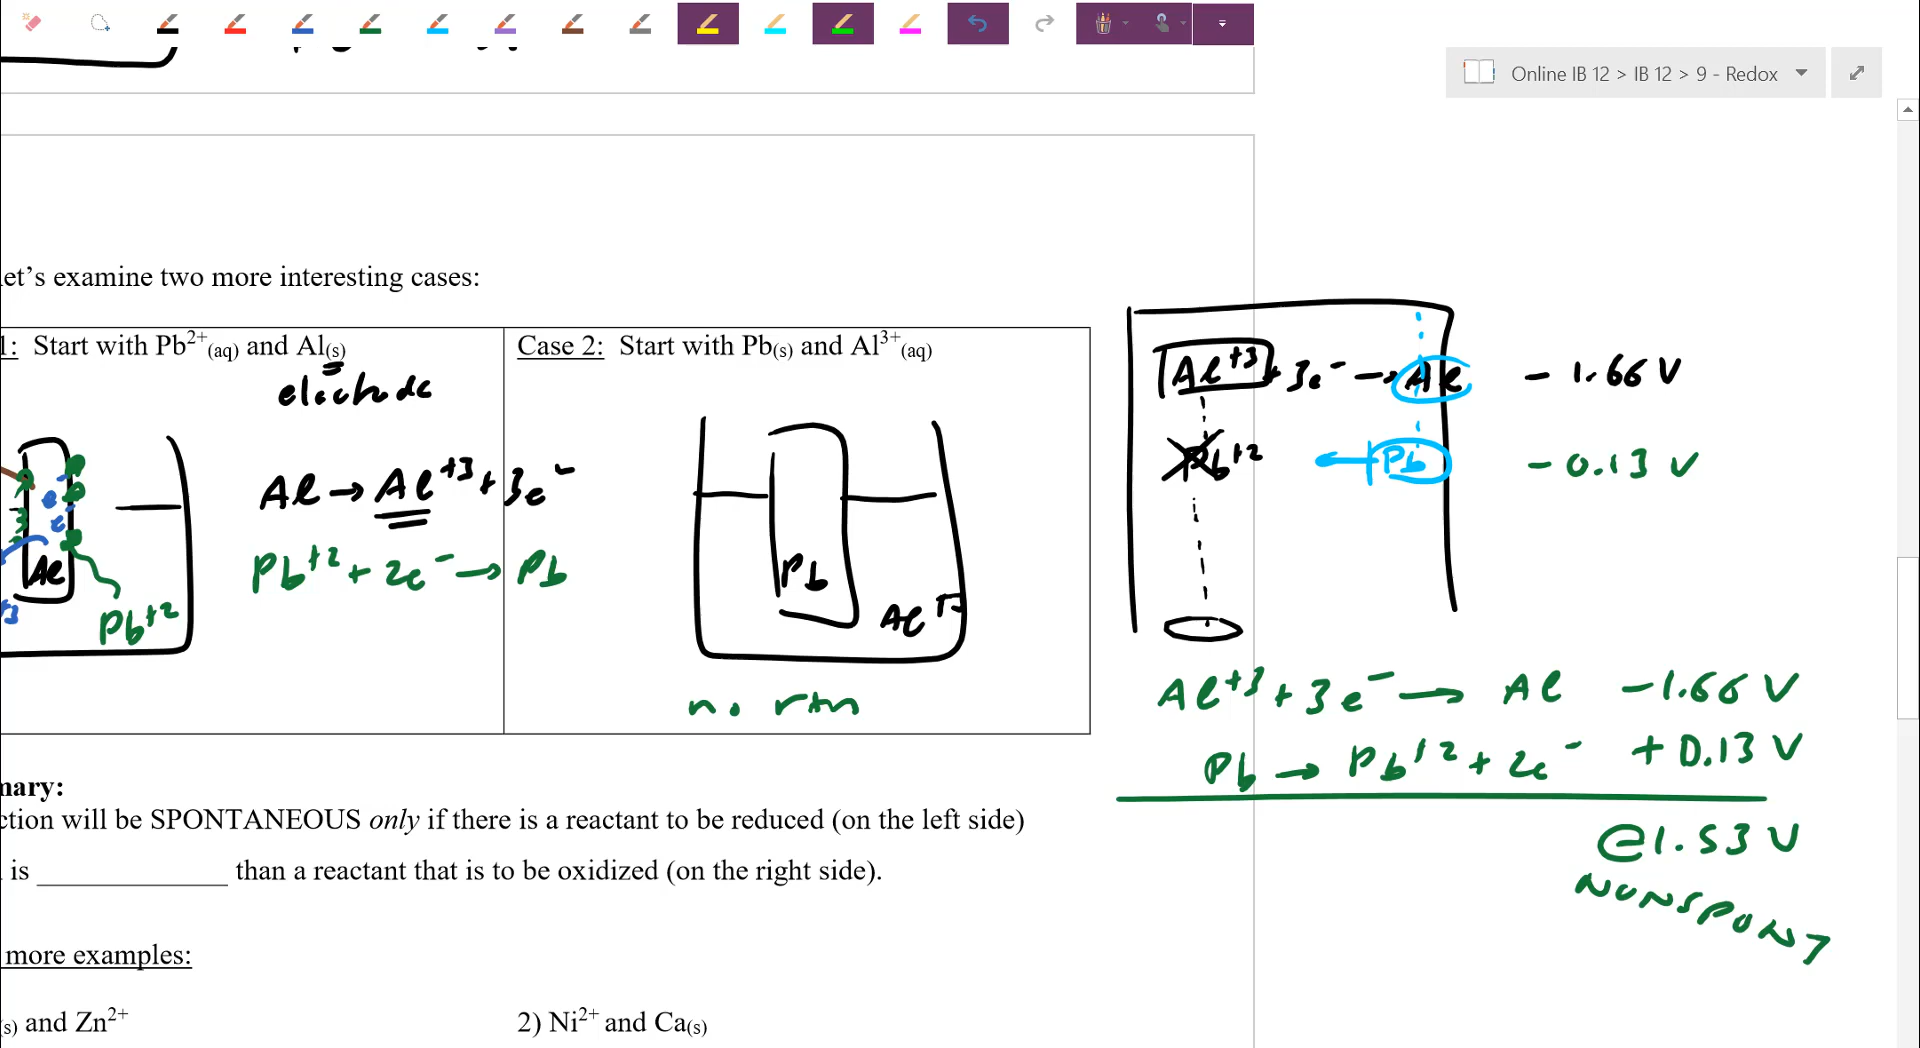 Online IB 12 > IB 12 > 9 - Redox
et’s examine two more interesting cases:
1: Start with Pb²⁺(aq) and Al(s)
electrode
Al → Al⁺³ + 3e⁻
Pb⁺² + 2e⁻ → Pb
Al
Pb⁺²
⁺³
Case 2: Start with Pb(s) and Al³⁺(aq)
Pb
Al
no rxn
Al⁺³ + 3e⁻ → Al - 1.66 V
Pb⁺² Pb - 0.13 V
Al⁺³ + 3e⁻ → Al -1.66 V
Pb → Pb⁺² + 2e⁻ + 0.13 V
1.53 V
NONSPONT
mary:
ction will be SPONTANEOUS only if there is a reactant to be reduced (on the left side)
is ______________ than a reactant that is to be oxidized (on the right side).
more examples:
(s) and Zn²⁺
2) Ni²⁺ and Ca(s)